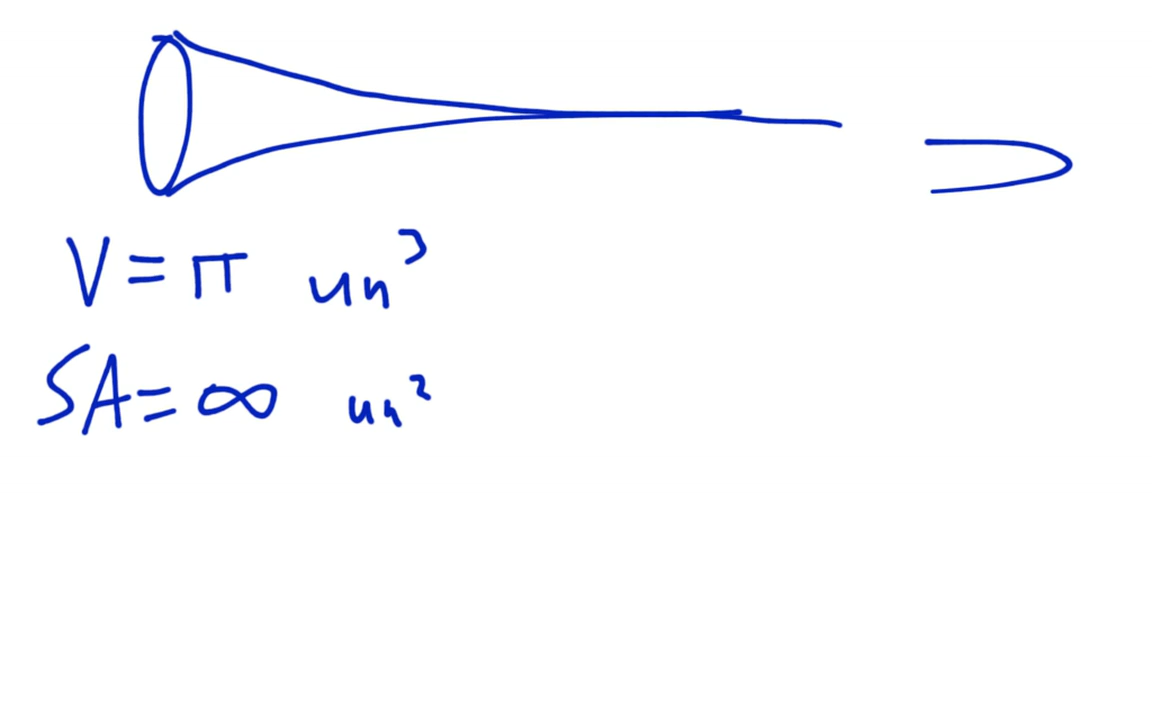 V = π un³
SA = ∞ un²